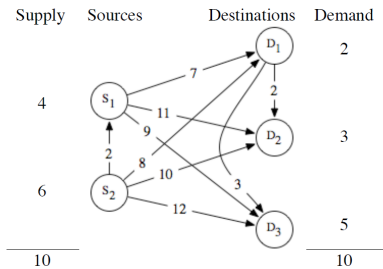 Supply Sources Destinations Demand
D1 2
7
2
4 S1 11
9 D2 3
2
8
10
6 S2 3
12
D3 5
10 10